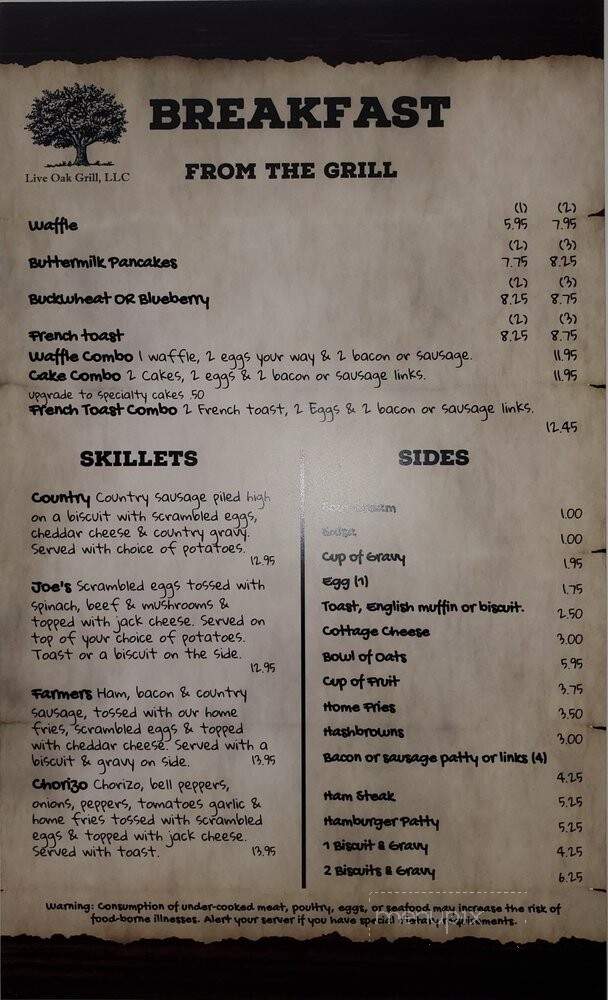 BREAKFAST
Live Oak Grill, LLC
FROM THE GRILL
(1) (2)
Waffle 5.95 7.95
(2) (3)
Buttermilk Pancakes 7.75 8.25
(2) (3)
Buckwheat OR Blueberry 8.25 8.75
(2) (3)
French toast 8.25 8.75
Waffle Combo 1 waffle, 2 eggs your way & 2 bacon or sausage. 11.95
Cake Combo 2 Cakes, 2 eggs & 2 bacon or sausage links. 11.95
upgrade to specialty cakes .50
French Toast Combo 2 French toast, 2 Eggs & 2 bacon or sausage links.
12.45
SKILLETS
Country Country sausage piled high
on a biscuit with scrambled eggs,
cheddar cheese & country gravy.
Served with choice of potatoes.
12.95
Joe's Scrambled eggs tossed with
spinach, beef & mushrooms &
topped with jack cheese. Served on
top of your choice of potatoes.
Toast or a biscuit on the side.
12.95
Farmers Ham, bacon & country
sausage, tossed with our home
fries, scrambled eggs & topped
with cheddar cheese. Served with a
biscuit & gravy on side. 13.95
Chorizo Chorizo, bell peppers,
onions, peppers, tomatoes garlic &
home fries tossed with scrambled
eggs & topped with jack cheese.
Served with toast. 13.95
SIDES
Sour Cream 1.00
Salsa 1.00
Cup of Gravy 1.95
Egg (1) 1.75
Toast, English muffin or biscuit. 2.50
Cottage Cheese 3.00
Bowl of Oats 5.95
Cup of Fruit 3.75
Home Fries 3.50
Hashbrowns 3.00
Bacon or sausage patty or links (4)
4.25
Ham Steak 5.25
Hamburger Patty 5.25
1 Biscuit & Gravy 4.25
2 Biscuits & Gravy 6.25
Warning: Consumption of under-cooked meat, poultry, eggs, or seafood may increase the risk of
food-borne illnesses. Alert your server if you have special dietary requirements.
menupix